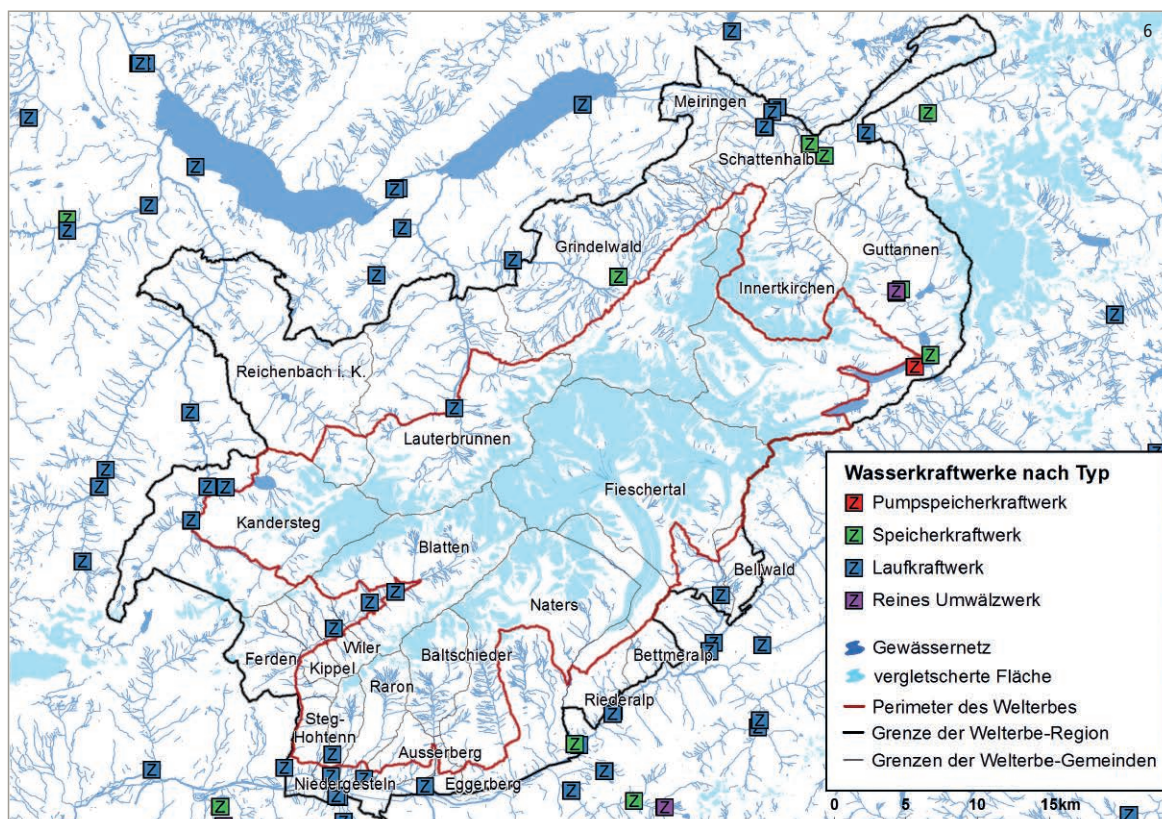 6
Meiringen
Schattenhalb
Grindelwald
Guttannen
Innertkirchen
Reichenbach i. K.
Lauterbrunnen
Fieschertal
Kandersteg
Blatten
Bellwald
Naters
Wiler
Baltschieder
Ferden
Kippel
Bettmeralp
Raron
Riederalp
Steg-
Hohtenn
Ausserberg
Niedergesteln
Eggerberg
Wasserkraftwerke nach Typ
Z Pumpspeicherkraftwerk
Z Speicherkraftwerk
Z Laufkraftwerk
Z Reines Umwälzwerk
Gewässernetz
vergletscherte Fläche
Perimeter des Welterbes
Grenze der Welterbe-Region
Grenzen der Welterbe-Gemeinden
0 5 10 15km